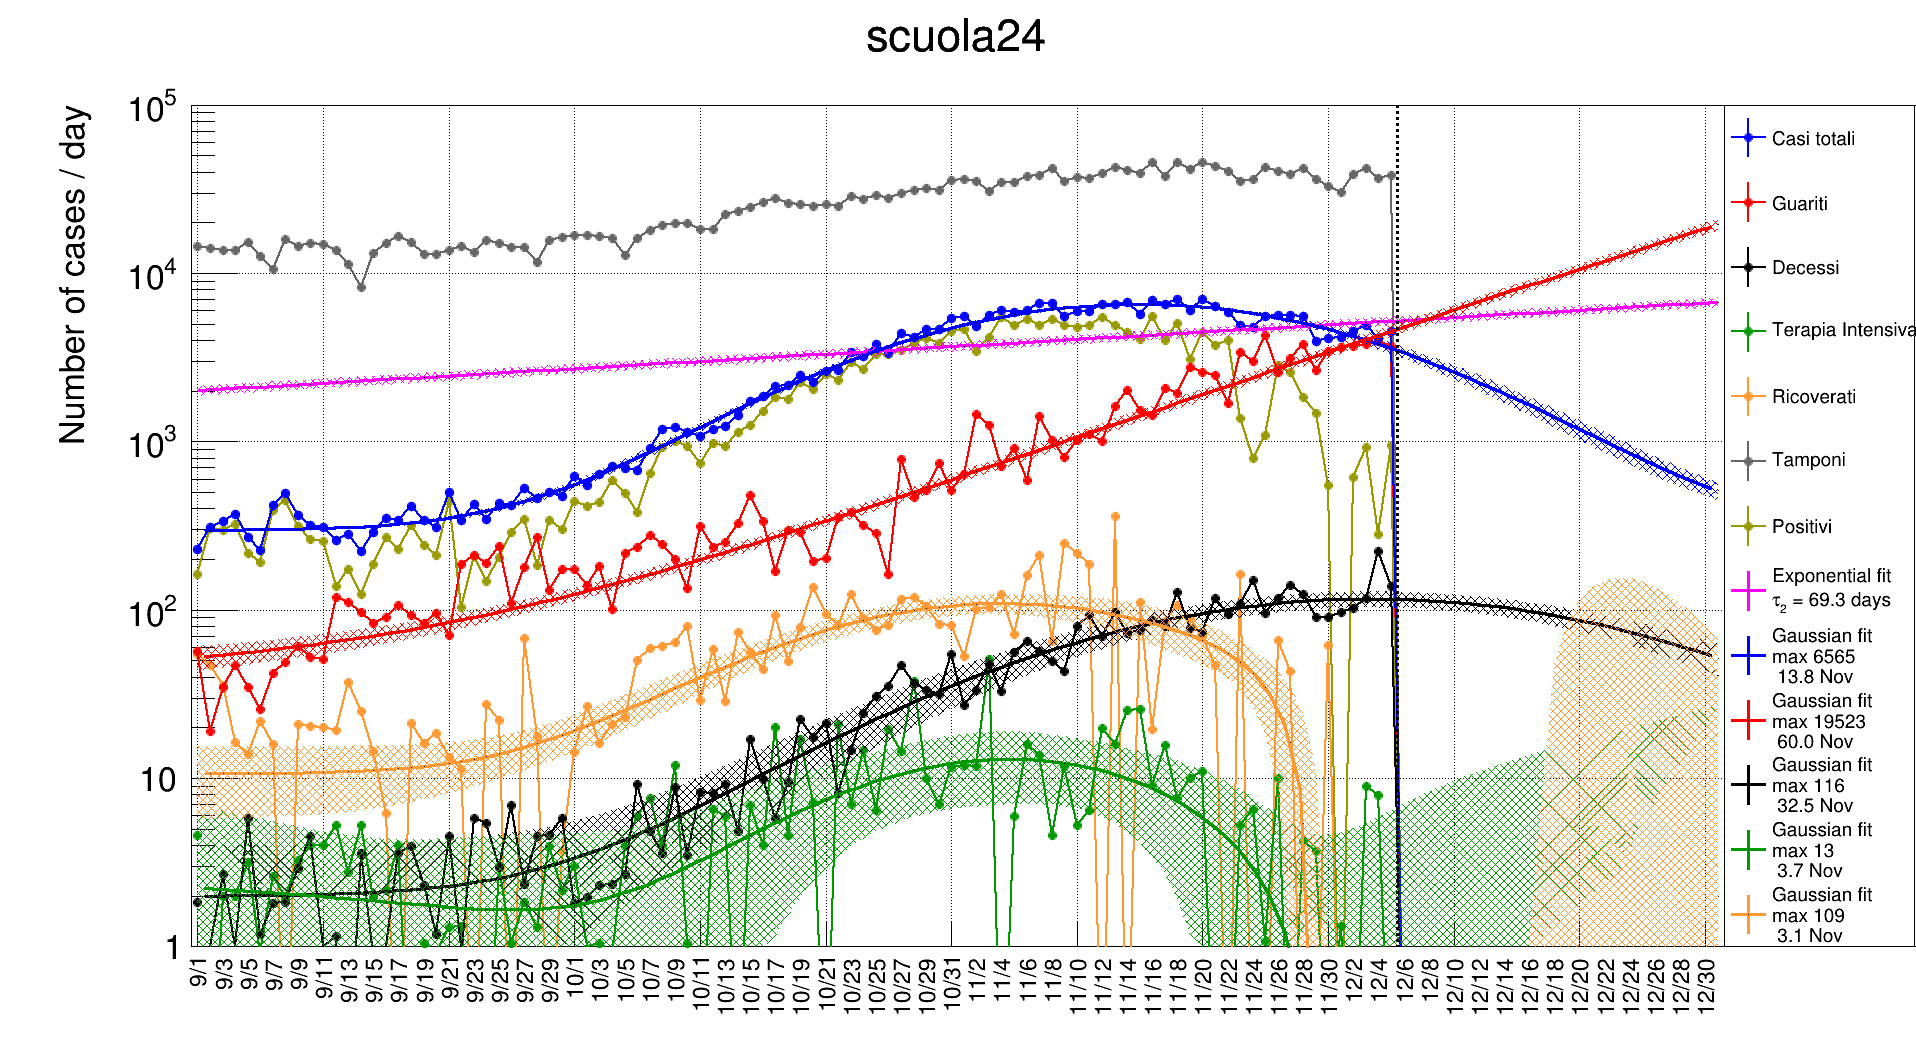 scuola24
Number of cases / day
10^5
10^4
10^3
10^2
10
1
9/1 9/3 9/5 9/7 9/9 9/11 9/13 9/15 9/17 9/19 9/21 9/23 9/25 9/27 9/29 10/1 10/3 10/5 10/7 10/9 10/11 10/13 10/15 10/17 10/19 10/21 10/23 10/25 10/27 10/29 10/31 11/2 11/4 11/6 11/8 11/10 11/12 11/14 11/16 11/18 11/20 11/22 11/24 11/26 11/28 11/30 12/2 12/4 12/6 12/8 12/10 12/12 12/14 12/16 12/18 12/20 12/22 12/24 12/26 12/28 12/30
Casi totali
Guariti
Decessi
Terapia Intensiva
Ricoverati
Tamponi
Positivi
Exponential fit
τ2 = 69.3 days
Gaussian fit
max 6565
13.8 Nov
Gaussian fit
max 19523
60.0 Nov
Gaussian fit
max 116
32.5 Nov
Gaussian fit
max 13
3.7 Nov
Gaussian fit
max 109
3.1 Nov